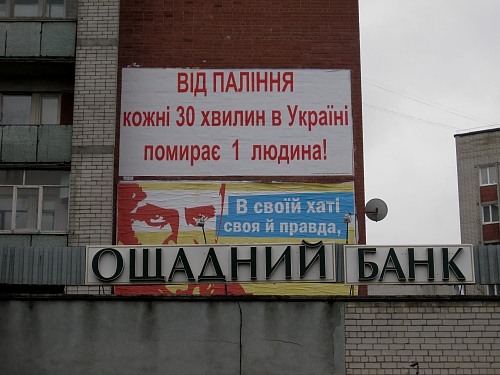 ВІД ПАЛІННЯ
кожні 30 хвилин в Україні
помирає 1 людина!
В своїй хаті
своя й правда,
ОЩАДНИЙ БАНК